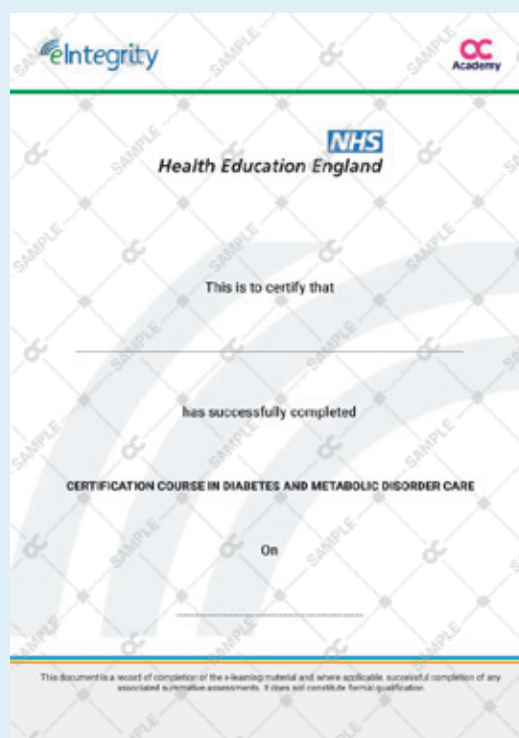 eIntegrity
OC
Academy
NHS
Health Education England
This is to certify that
has successfully completed
CERTIFICATION COURSE IN DIABETES AND METABOLIC DISORDER CARE
On
This document is a record of completion of the e-learning material and where applicable, successful completion of any
associated summative assessments. It does not constitute formal qualification.
SAMPLE